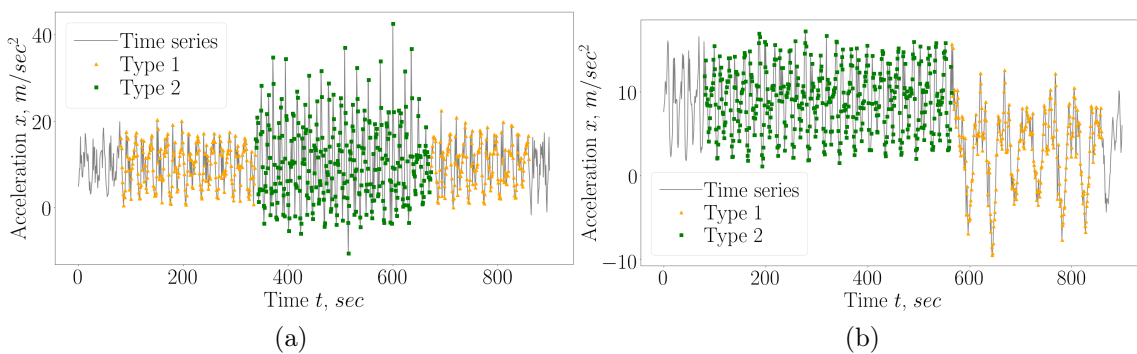 Acceleration x, m/sec²
40
20
0
Time series
Type 1
Type 2
0
200
400
600
800
Time t, sec
(a)
Acceleration x, m/sec²
10
0
−10
Time series
Type 1
Type 2
0
200
400
600
800
Time t, sec
(b)